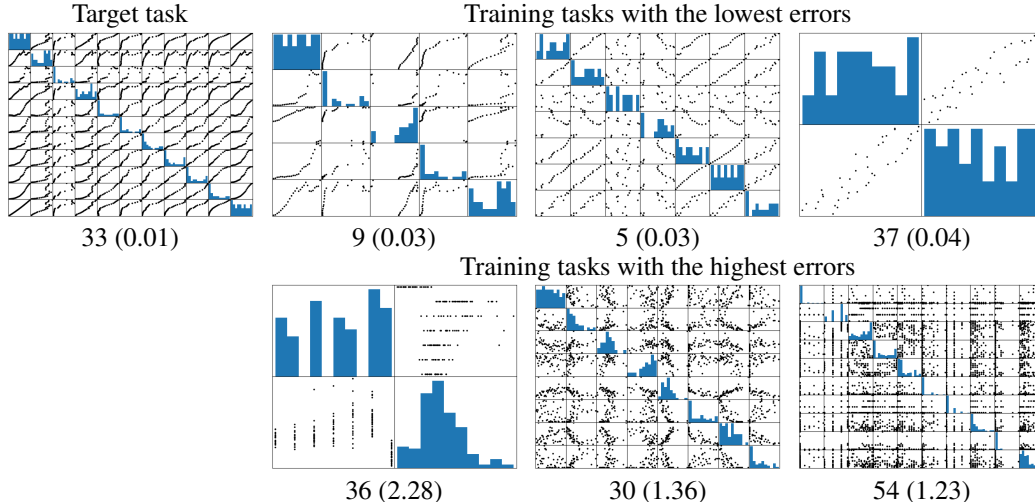 Target task
Training tasks with the lowest errors
33 (0.01)
9 (0.03)
5 (0.03)
37 (0.04)
Training tasks with the highest errors
36 (2.28)
30 (1.36)
54 (1.23)